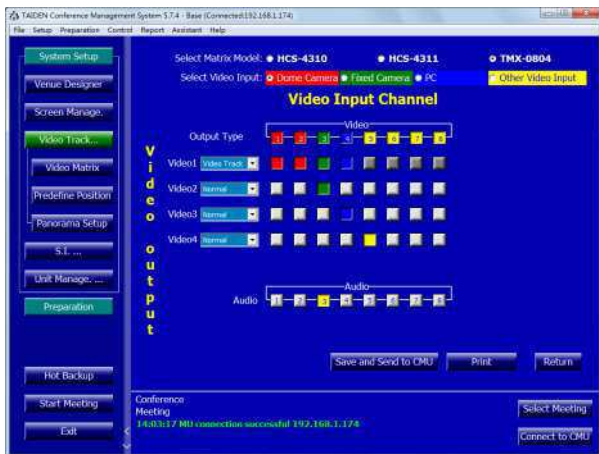 TAIDEN Conference Management System 5.7.4 - Base (Connected:192.168.1.174)
File Setup Preparation Control Report Assistant Help
System Setup
Venue Designer
Screen Manage.
Video Track...
Video Matrix
Predefine Position
Panorama Setup
S.I. ...
Unit Manage. ...
Preparation
Hot Backup
Start Meeting
Exit
Select Matrix Model: HCS-4310 HCS-4311 TMX-0804
Select Video Input: Dome Camera Fixed Camera PC Other Video Input
Video Input Channel
Video
Output Type 1 2 3 4 5 6 7 8
Video output
Video1 Video Track
Video2 Normal
Video3 Normal
Video4 Normal
Audio
Audio 1 2 3 4 5 6 7 8
Save and Send to CMU Print Return
Conference
Meeting
14:03:17 MU connection successful 192.168.1.174
Select Meeting
Connect to CMU